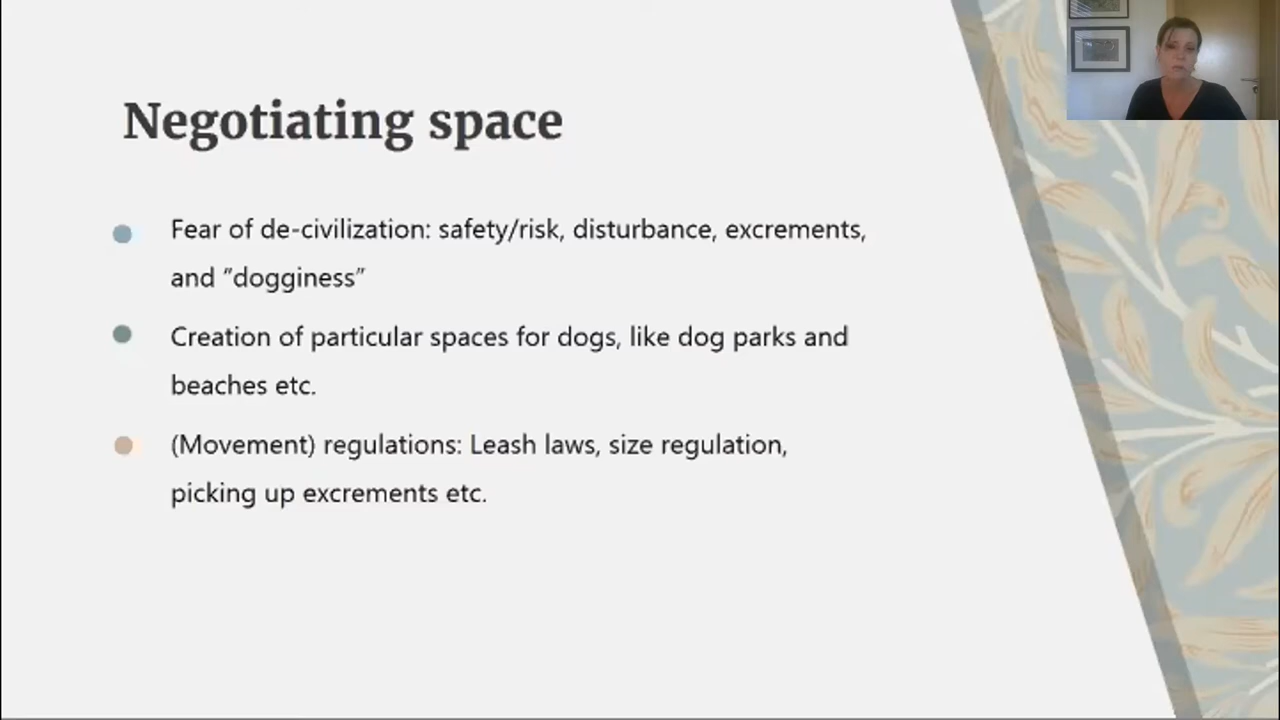 Negotiating space
Fear of de-civilization: safety/risk, disturbance, excrements,
and "dogginess"
Creation of particular spaces for dogs, like dog parks and
beaches etc.
(Movement) regulations: Leash laws, size regulation,
picking up excrements etc.